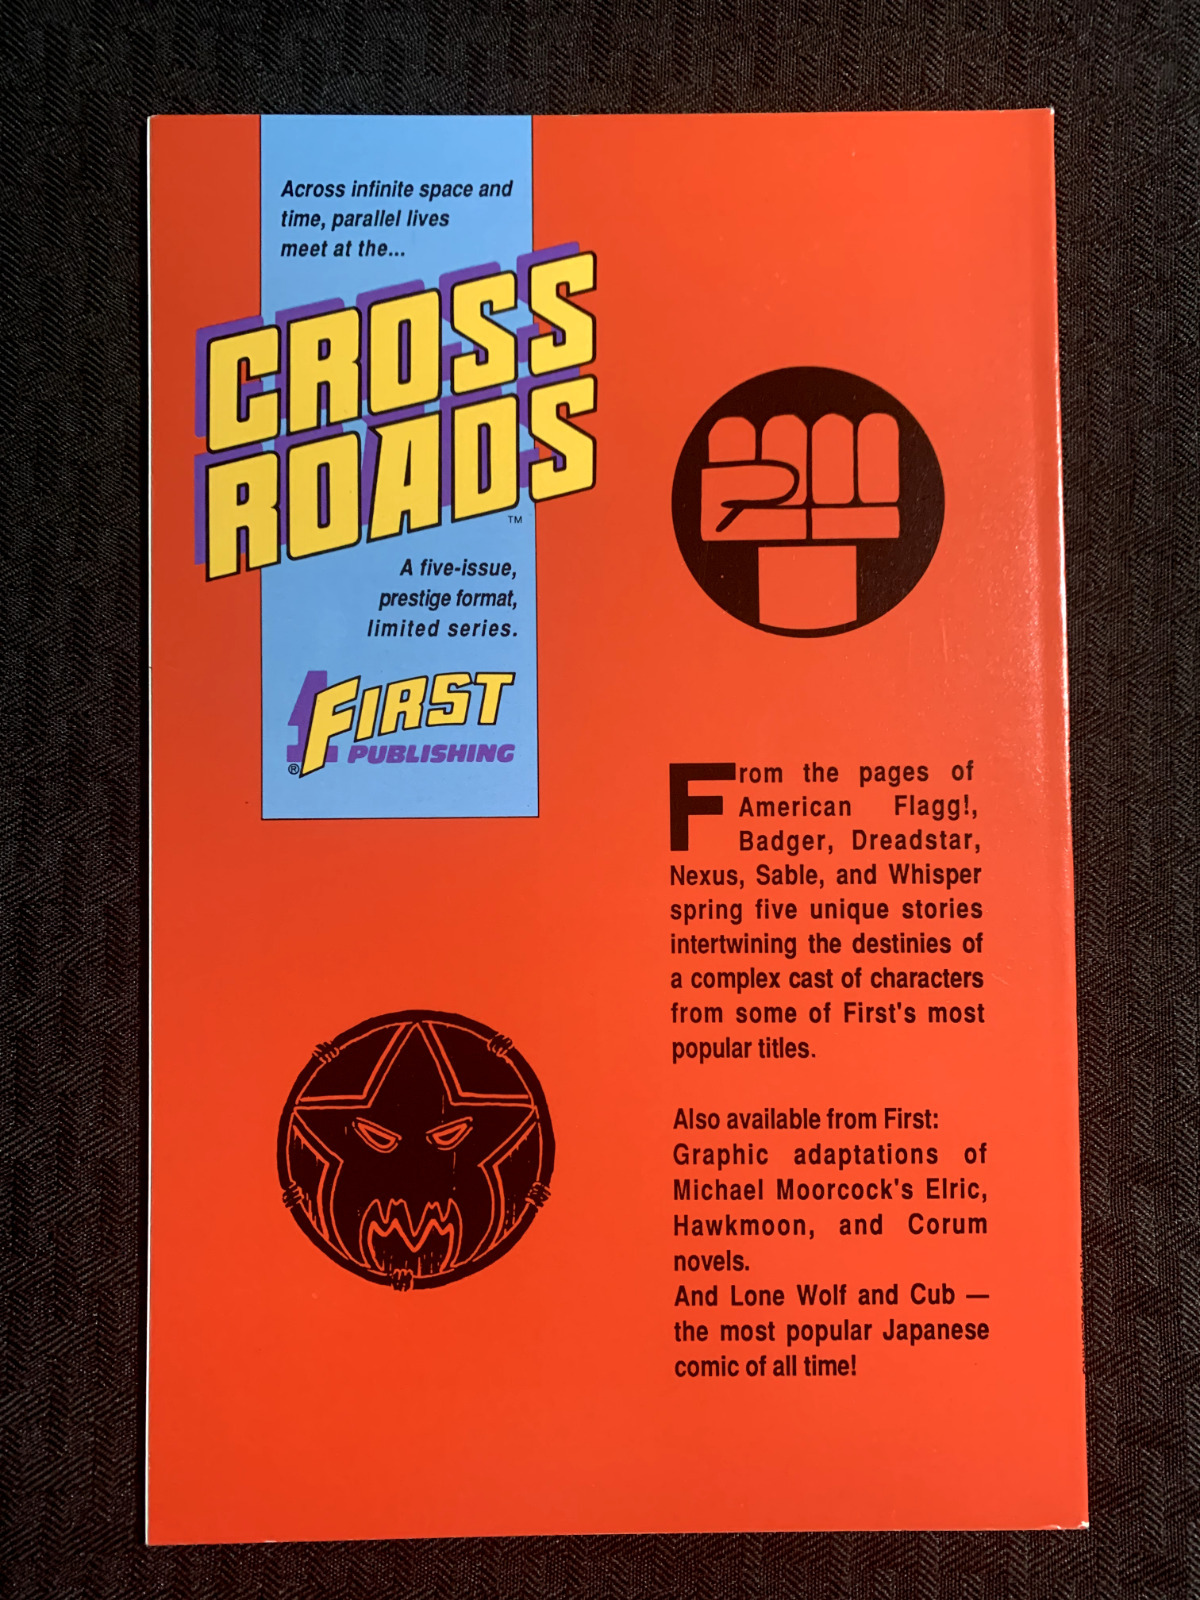 Across infinite space and
time, parallel lives
meet at the...
CROSS
ROADS
TM
A five-issue,
prestige format,
limited series.
1
FIRST
® PUBLISHING
From the pages of
American Flagg!,
Badger, Dreadstar,
Nexus, Sable, and Whisper
spring five unique stories
intertwining the destinies of
a complex cast of characters
from some of First's most
popular titles.
Also available from First:
Graphic adaptations of
Michael Moorcock's Elric,
Hawkmoon, and Corum
novels.
And Lone Wolf and Cub —
the most popular Japanese
comic of all time!